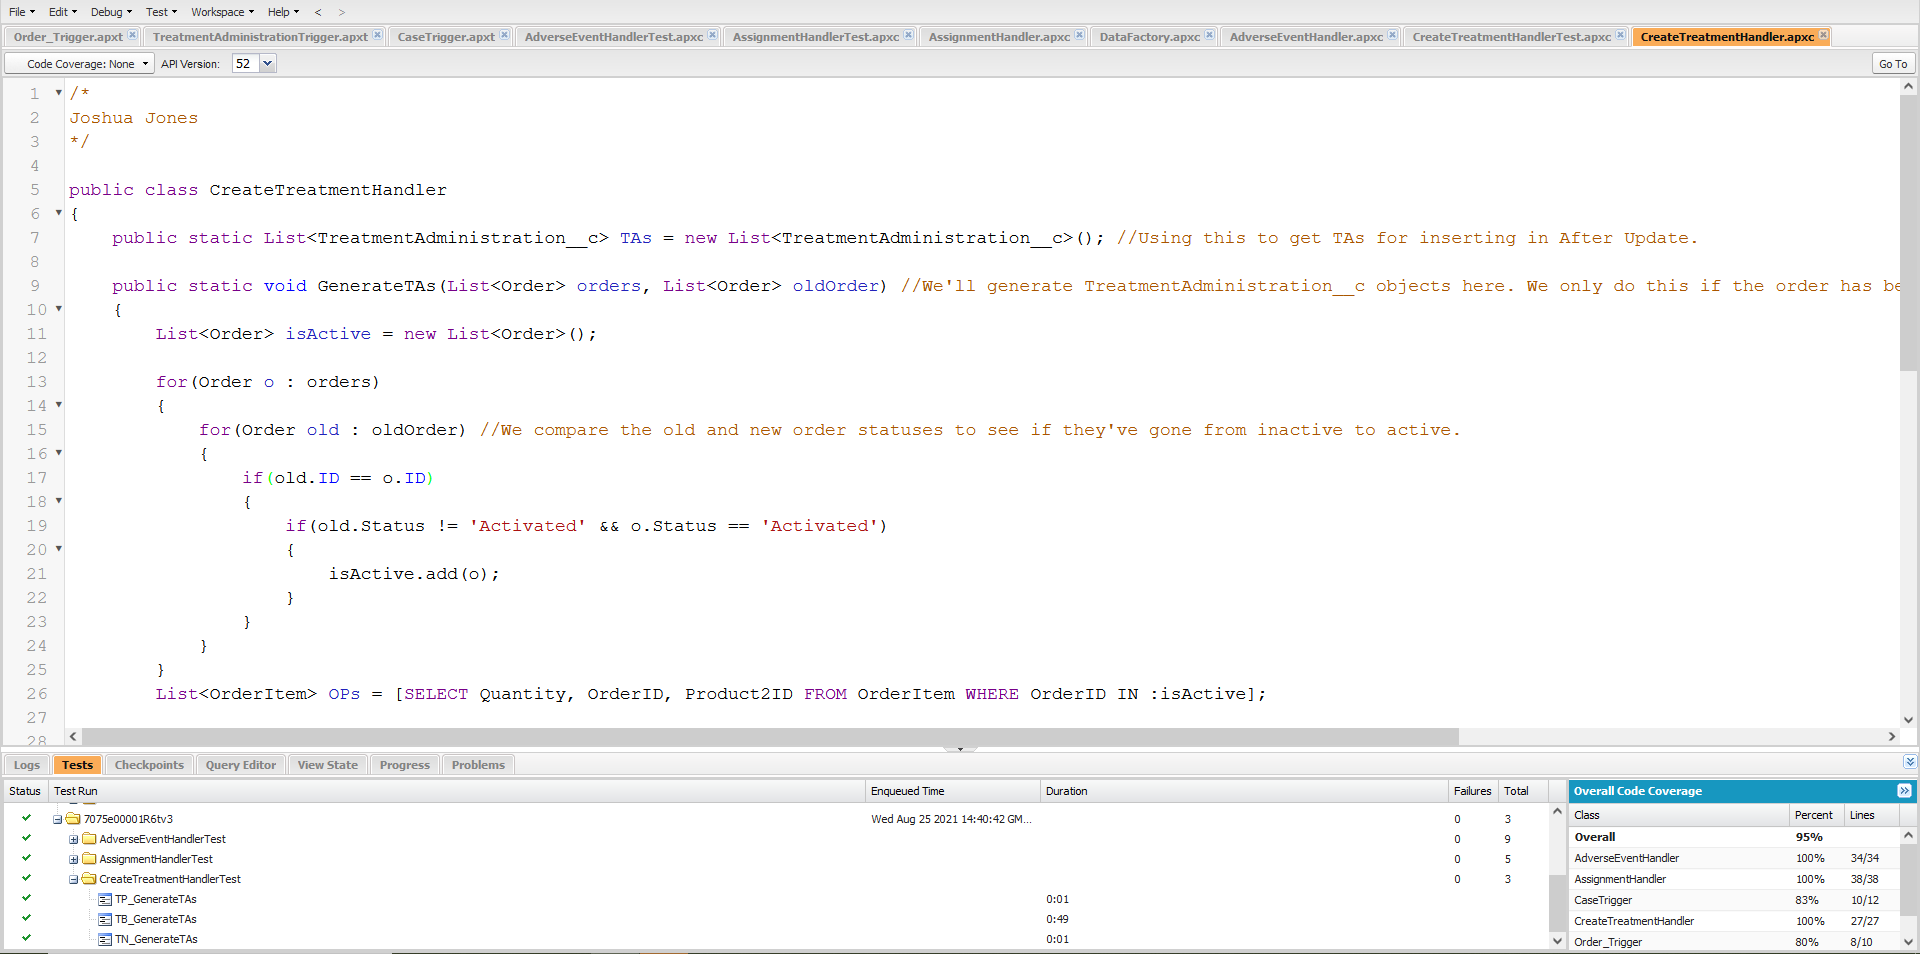 File Edit Debug Test Workspace Help < >
Order_Trigger.apxt TreatmentAdministrationTrigger.apxt CaseTrigger.apxt AdverseEventHandlerTest.apxc AssignmentHandlerTest.apxc AssignmentHandler.apxc DataFactory.apxc AdverseEventHandler.apxc CreateTreatmentHandlerTest.apxc CreateTreatmentHandler.apxc
Code Coverage: None API Version: 52 Go To
1 /*
2 Joshua Jones
3 */
4
5 public class CreateTreatmentHandler
6 {
7 public static List<TreatmentAdministration__c> TAs = new List<TreatmentAdministration__c>(); //Using this to get TAs for inserting in After Update.
8
9 public static void GenerateTAs(List<Order> orders, List<Order> oldOrder) //We'll generate TreatmentAdministration__c objects here. We only do this if the order has be
10 {
11 List<Order> isActive = new List<Order>();
12
13 for(Order o : orders)
14 {
15 for(Order old : oldOrder) //We compare the old and new order statuses to see if they've gone from inactive to active.
16 {
17 if(old.ID == o.ID)
18 {
19 if(old.Status != 'Activated' && o.Status == 'Activated')
20 {
21 isActive.add(o);
22 }
23 }
24 }
25 }
26 List<OrderItem> OPs = [SELECT Quantity, OrderID, Product2ID FROM OrderItem WHERE OrderID IN :isActive];
27
28
Logs Tests Checkpoints Query Editor View State Progress Problems
Status Test Run Enqueued Time Duration Failures Total
7075e00001R6tv3 Wed Aug 25 2021 14:40:42 GM... 0 3
AdverseEventHandlerTest 0 9
AssignmentHandlerTest 0 5
CreateTreatmentHandlerTest 0 3
TP_GenerateTAs 0:01
TB_GenerateTAs 0:49
TN_GenerateTAs 0:01
Overall Code Coverage
Class Percent Lines
Overall 95%
AdverseEventHandler 100% 34/34
AssignmentHandler 100% 38/38
CaseTrigger 83% 10/12
CreateTreatmentHandler 100% 27/27
Order_Trigger 80% 8/10